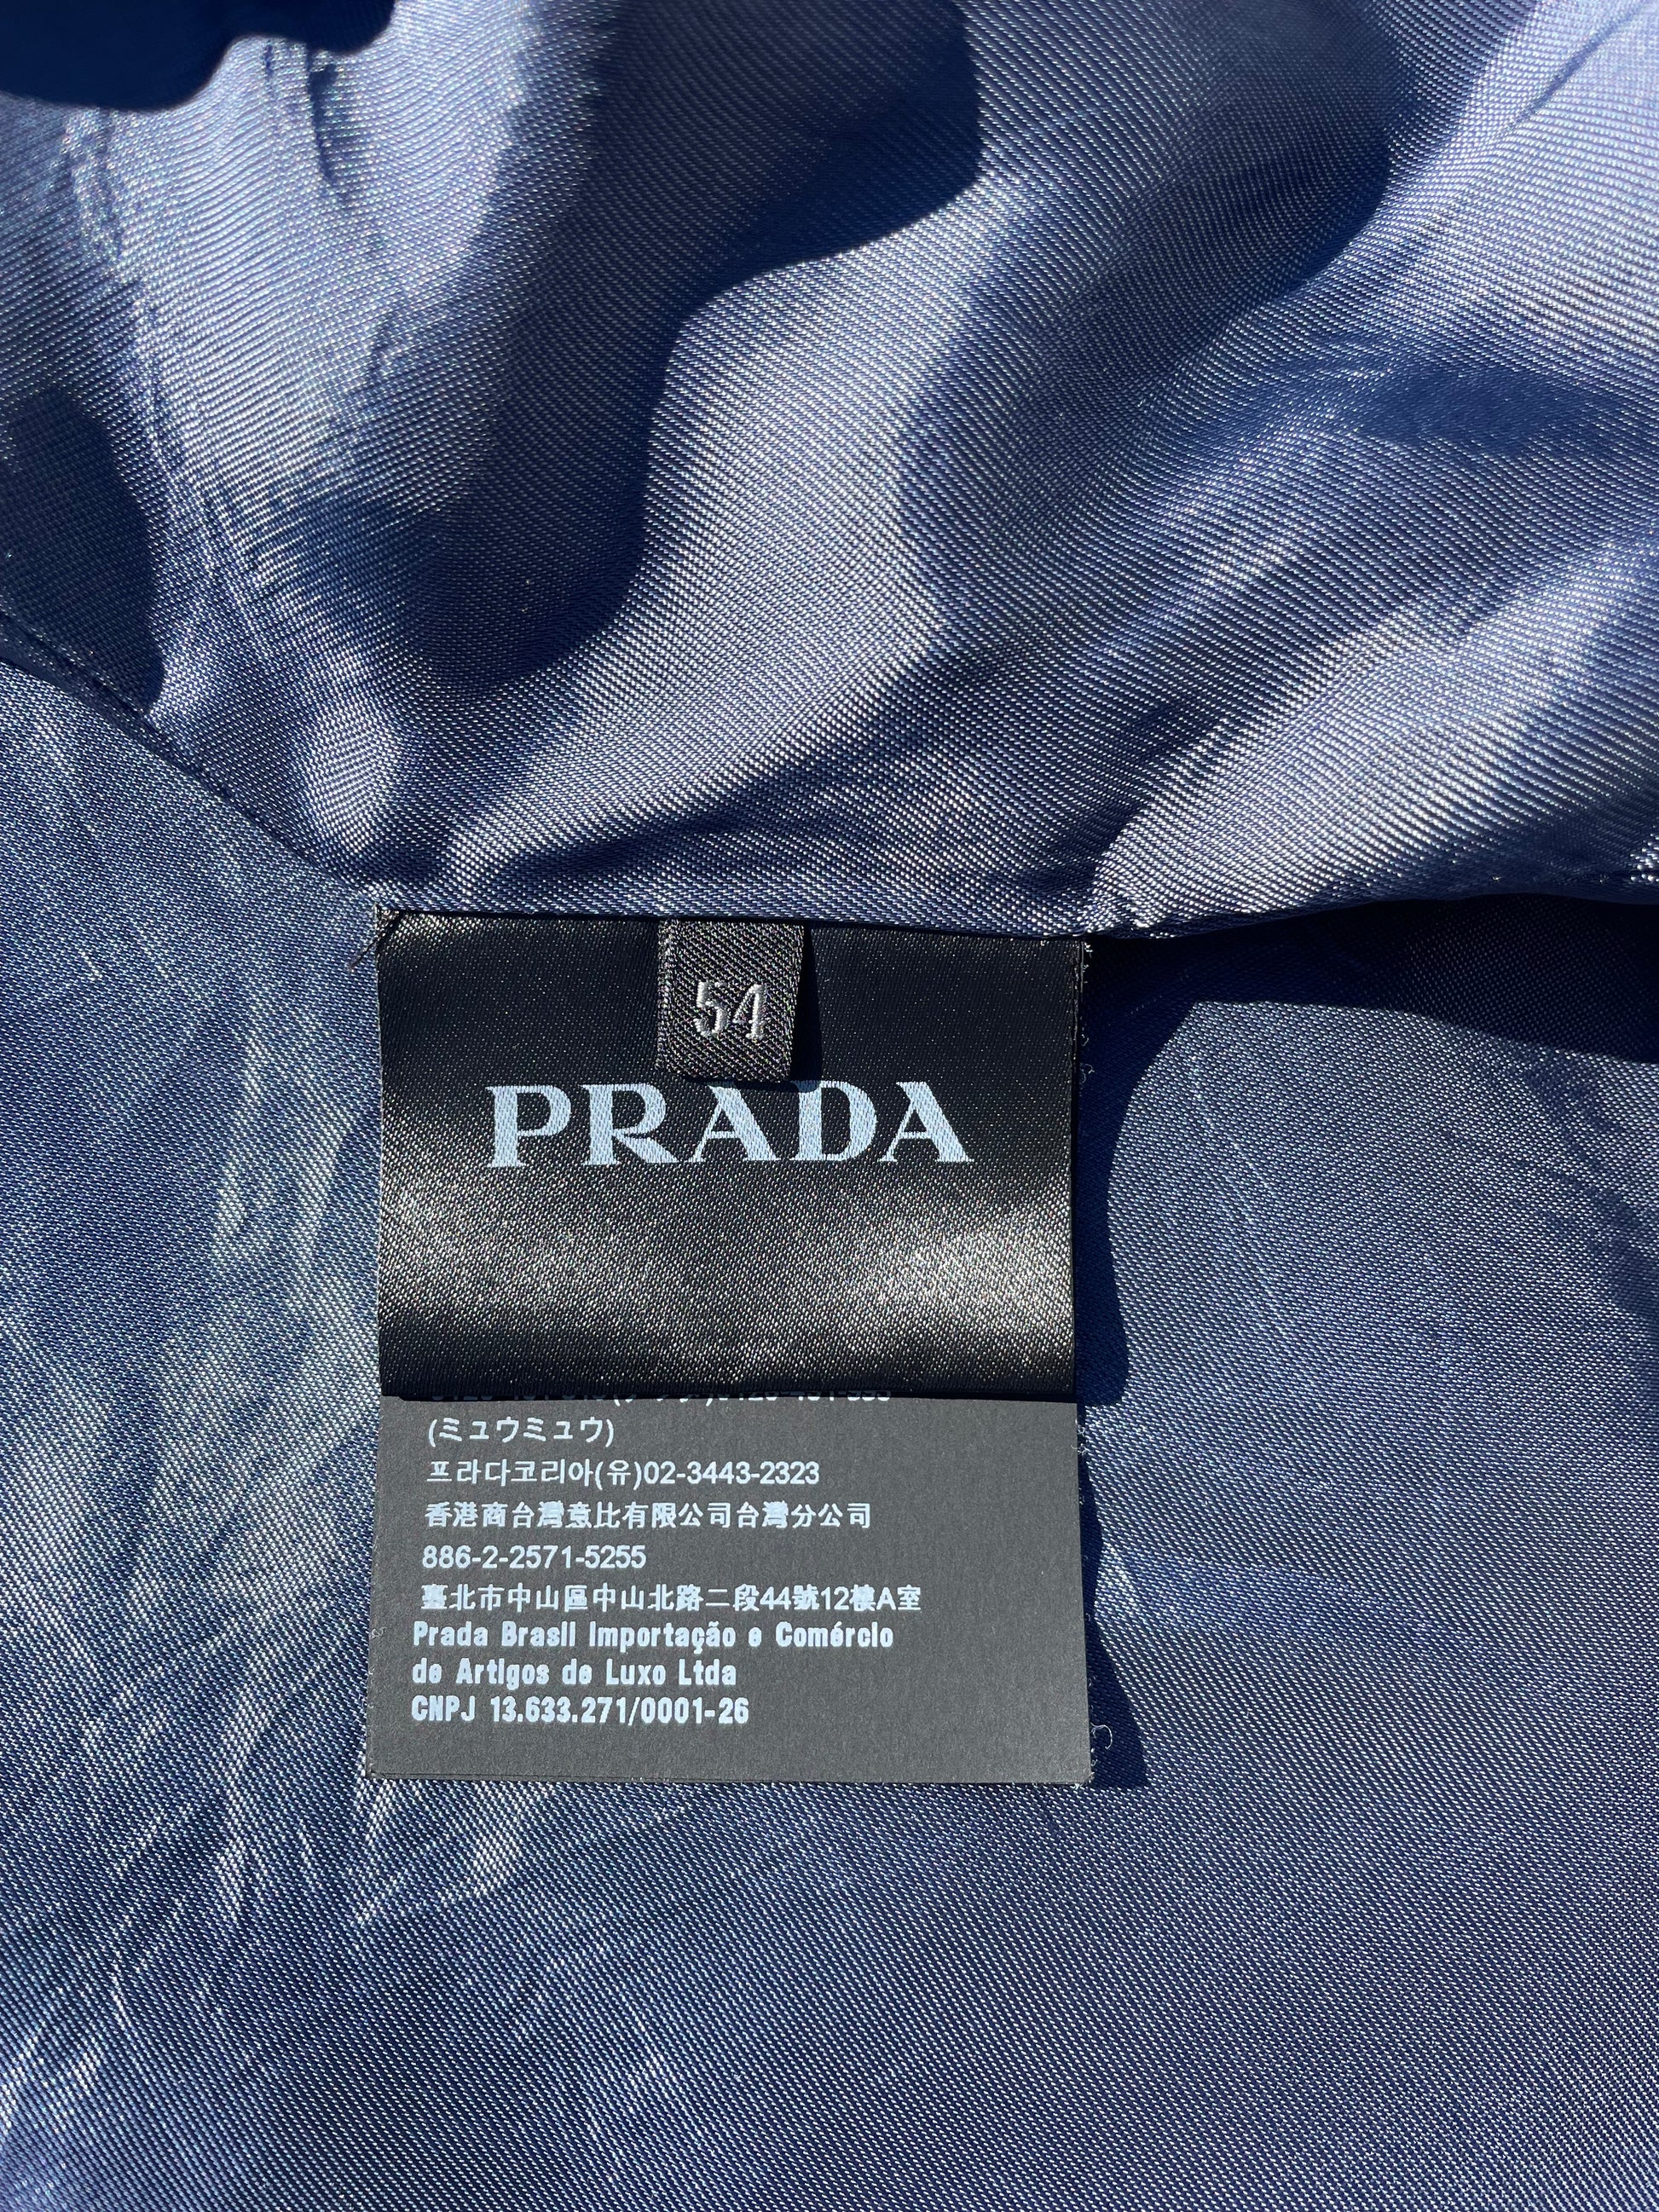 54
PRADA
(ミュウミュウ)
프라다코리아(유)02-3443-2323
香港商台灣意比有限公司台灣分公司
886-2-2571-5255
臺北市中山區中山北路二段44號12樓A室
Prada Brasil Importação e Comércio
de Artigos de Luxo Ltda
CNPJ 13.633.271/0001-26